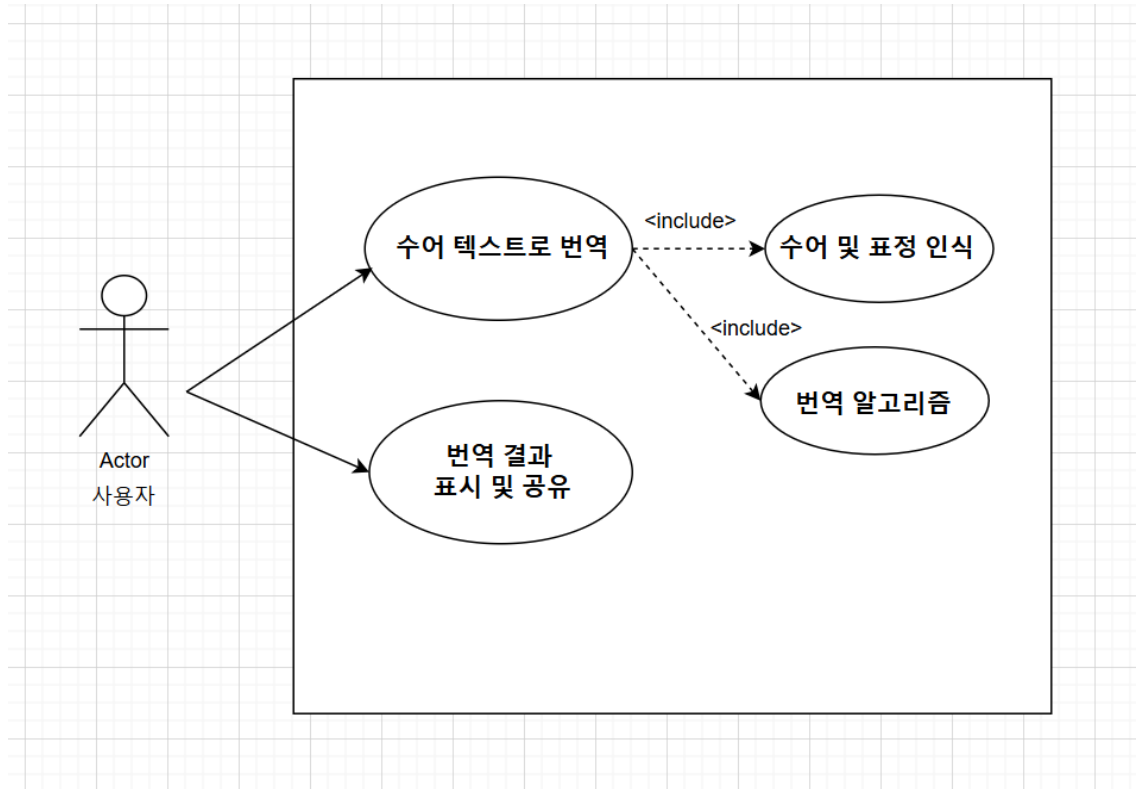 <include>
수어 텍스트로 번역
수어 및 표정 인식
<include>
번역 알고리즘
번역 결과
표시 및 공유
Actor
사용자